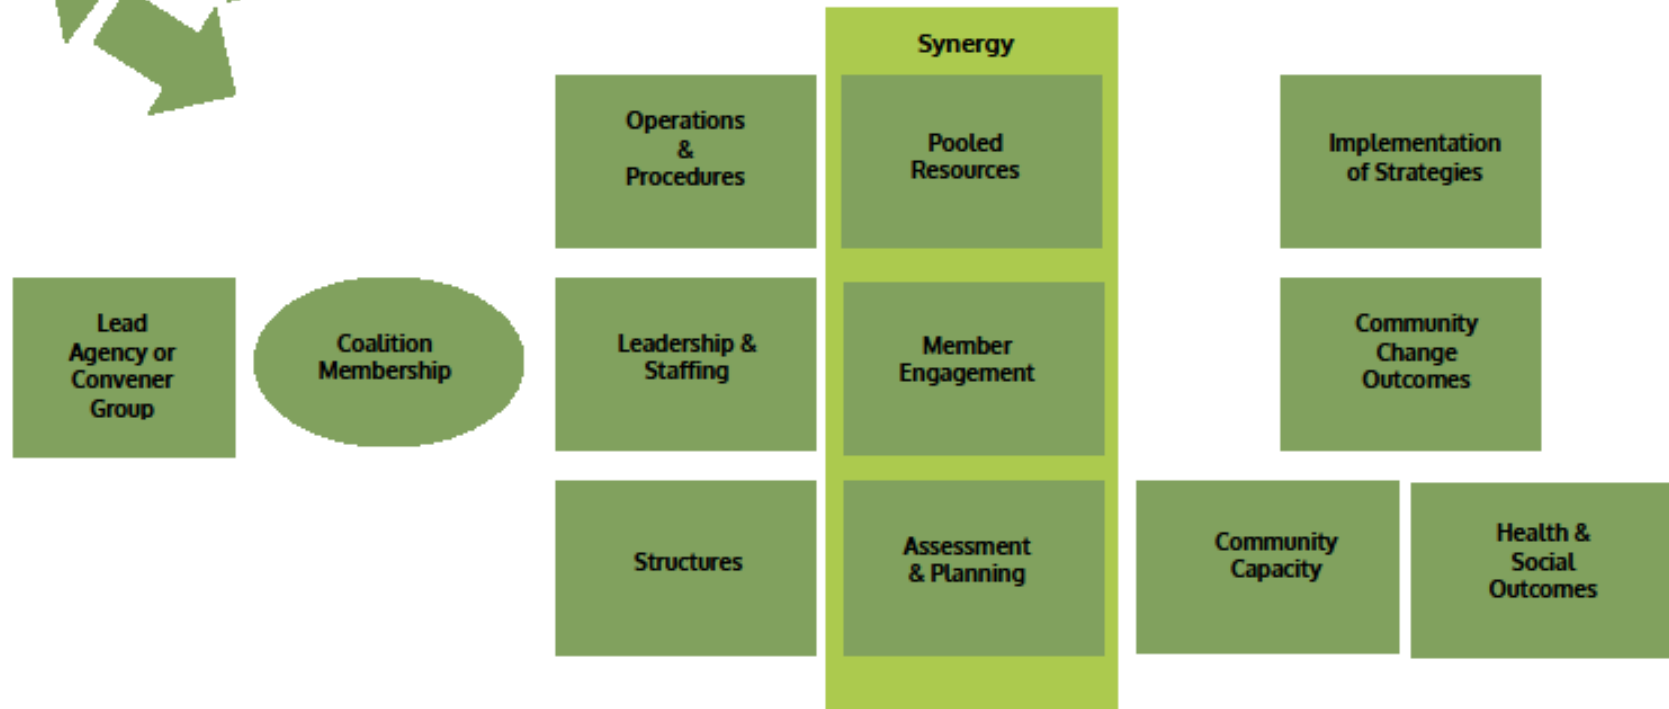 Synergy
Operations
&
Procedures
Pooled
Resources
Implementation
of Strategies
Lead
Agency or
Convener
Group
Coalition
Membership
Leadership &
Staffing
Member
Engagement
Community
Change
Outcomes
Structures
Assessment
& Planning
Community
Capacity
Health &
Social
Outcomes